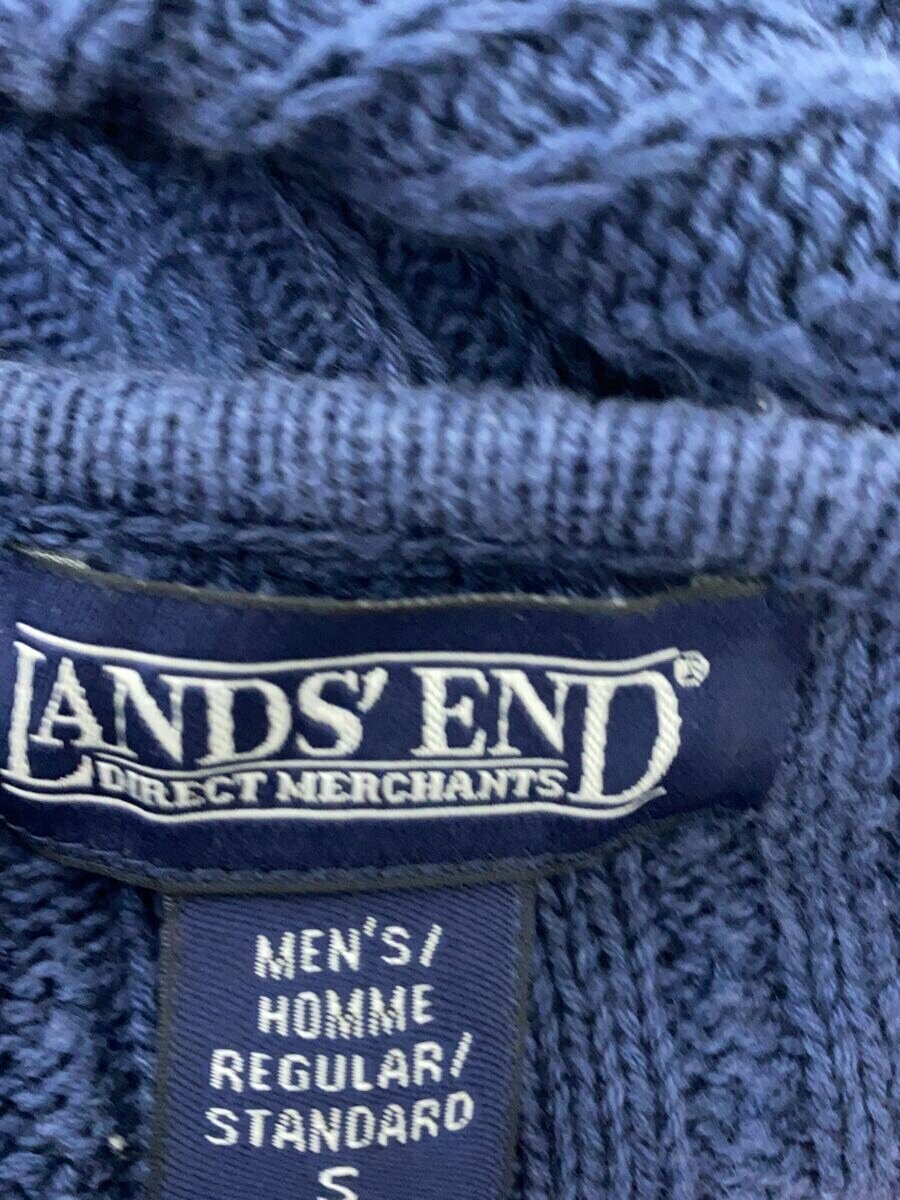 LANDS' END®
DIRECT MERCHANTS
MEN'S/
HOMME
REGULAR/
STANDARD
S